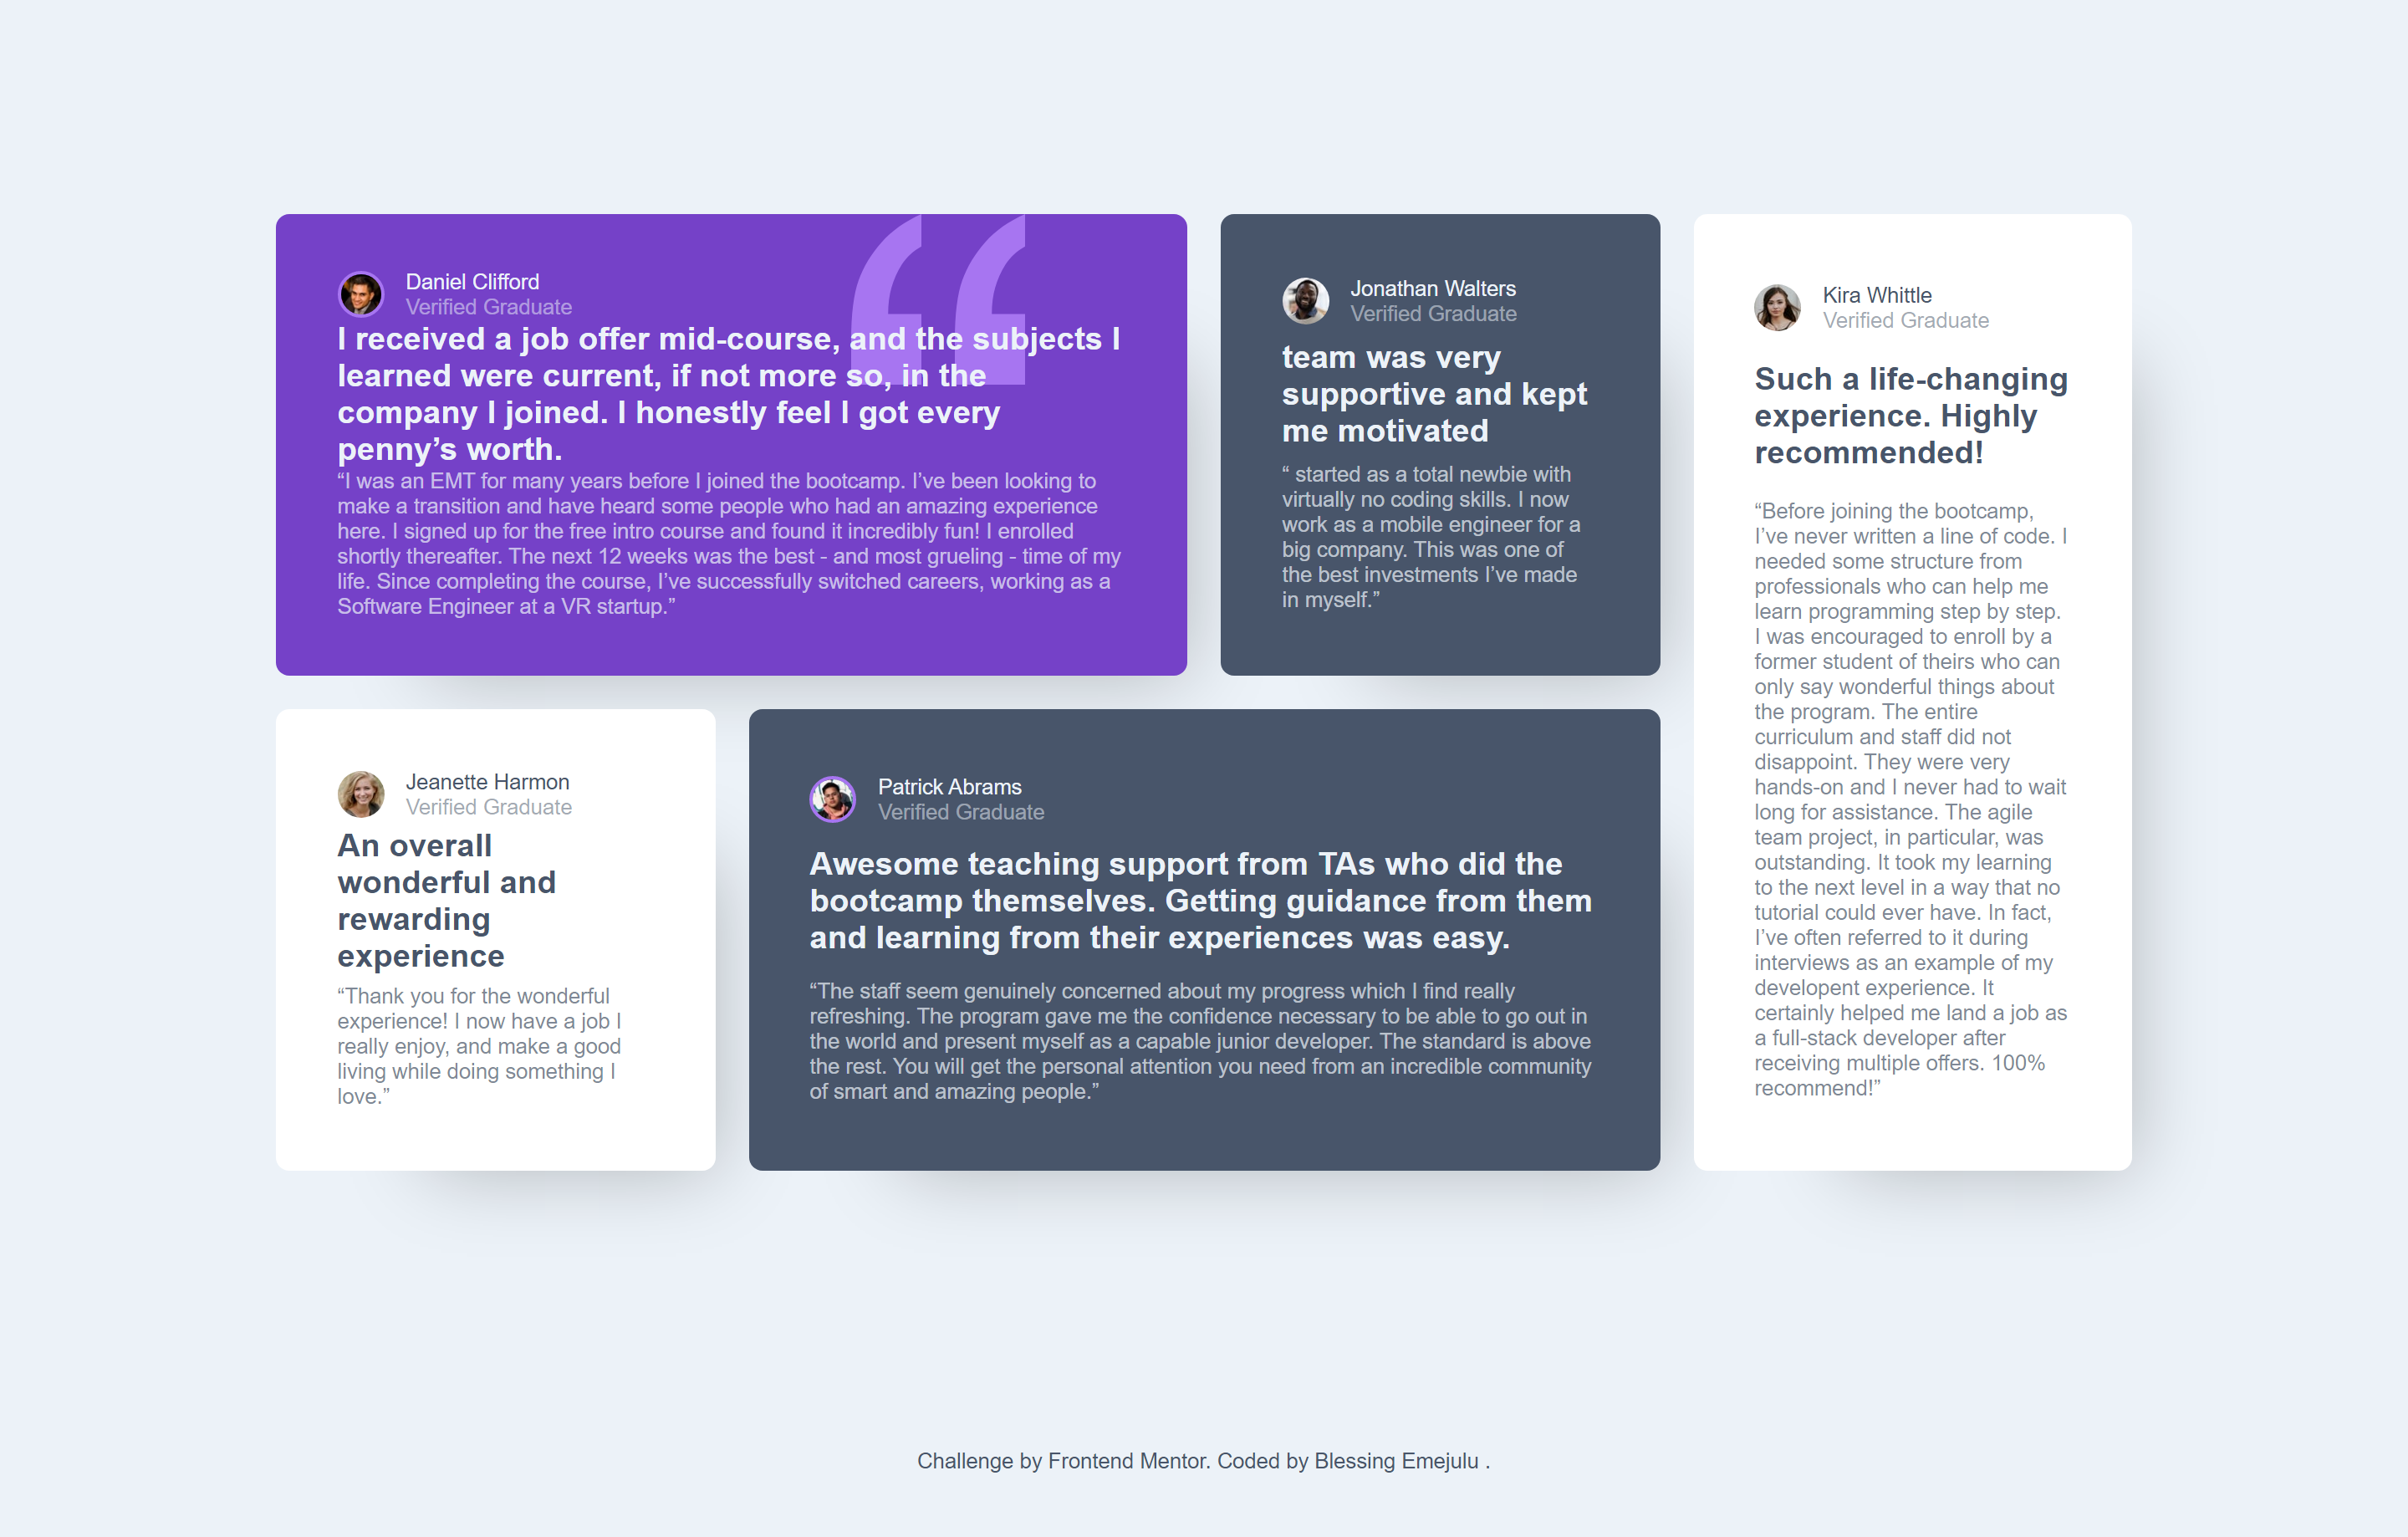 Daniel Clifford
Verified Graduate
I received a job offer mid-course, and the subjects I
learned were current, if not more so, in the
company I joined. I honestly feel I got every
penny’s worth.
“I was an EMT for many years before I joined the bootcamp. I’ve been looking to
make a transition and have heard some people who had an amazing experience
here. I signed up for the free intro course and found it incredibly fun! I enrolled
shortly thereafter. The next 12 weeks was the best - and most grueling - time of my
life. Since completing the course, I’ve successfully switched careers, working as a
Software Engineer at a VR startup.”
Jonathan Walters
Verified Graduate
team was very
supportive and kept
me motivated
“ started as a total newbie with
virtually no coding skills. I now
work as a mobile engineer for a
big company. This was one of
the best investments I’ve made
in myself.”
Kira Whittle
Verified Graduate
Such a life-changing
experience. Highly
recommended!
“Before joining the bootcamp,
I’ve never written a line of code. I
needed some structure from
professionals who can help me
learn programming step by step.
I was encouraged to enroll by a
former student of theirs who can
only say wonderful things about
the program. The entire
curriculum and staff did not
disappoint. They were very
hands-on and I never had to wait
long for assistance. The agile
team project, in particular, was
outstanding. It took my learning
to the next level in a way that no
tutorial could ever have. In fact,
I’ve often referred to it during
interviews as an example of my
developent experience. It
certainly helped me land a job as
a full-stack developer after
receiving multiple offers. 100%
recommend!”
Jeanette Harmon
Verified Graduate
An overall
wonderful and
rewarding
experience
“Thank you for the wonderful
experience! I now have a job I
really enjoy, and make a good
living while doing something I
love.”
Patrick Abrams
Verified Graduate
Awesome teaching support from TAs who did the
bootcamp themselves. Getting guidance from them
and learning from their experiences was easy.
“The staff seem genuinely concerned about my progress which I find really
refreshing. The program gave me the confidence necessary to be able to go out in
the world and present myself as a capable junior developer. The standard is above
the rest. You will get the personal attention you need from an incredible community
of smart and amazing people.”
Challenge by Frontend Mentor. Coded by Blessing Emejulu .